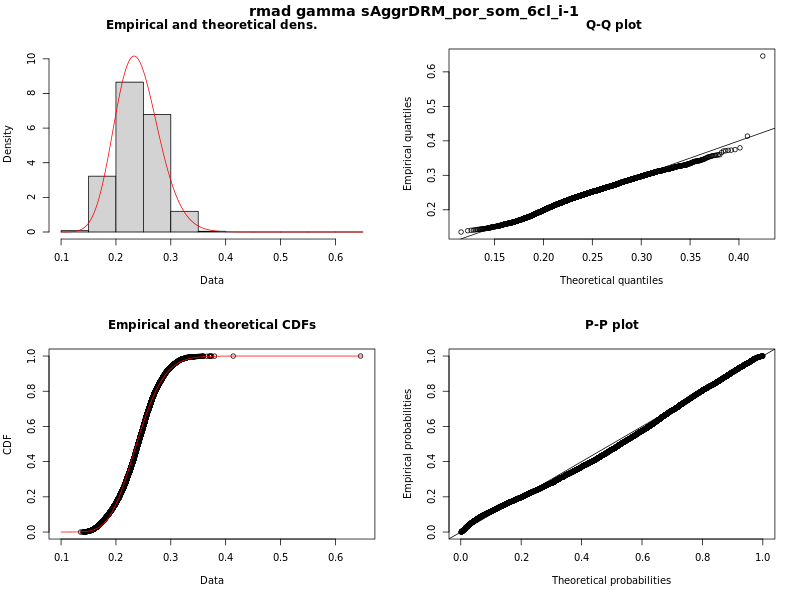 rmad gamma sAggrDRM_por_som_6cl_i-1
Empirical and theoretical dens.
Density
0 2 4 6 8 10
0.1 0.2 0.3 0.4 0.5 0.6
Data
Q-Q plot
Empirical quantiles
0.2 0.3 0.4 0.5 0.6
0.15 0.20 0.25 0.30 0.35 0.40
Theoretical quantiles
Empirical and theoretical CDFs
CDF
0.0 0.2 0.4 0.6 0.8 1.0
0.1 0.2 0.3 0.4 0.5 0.6
Data
P-P plot
Empirical probabilities
0.0 0.2 0.4 0.6 0.8 1.0
0.0 0.2 0.4 0.6 0.8 1.0
Theoretical probabilities